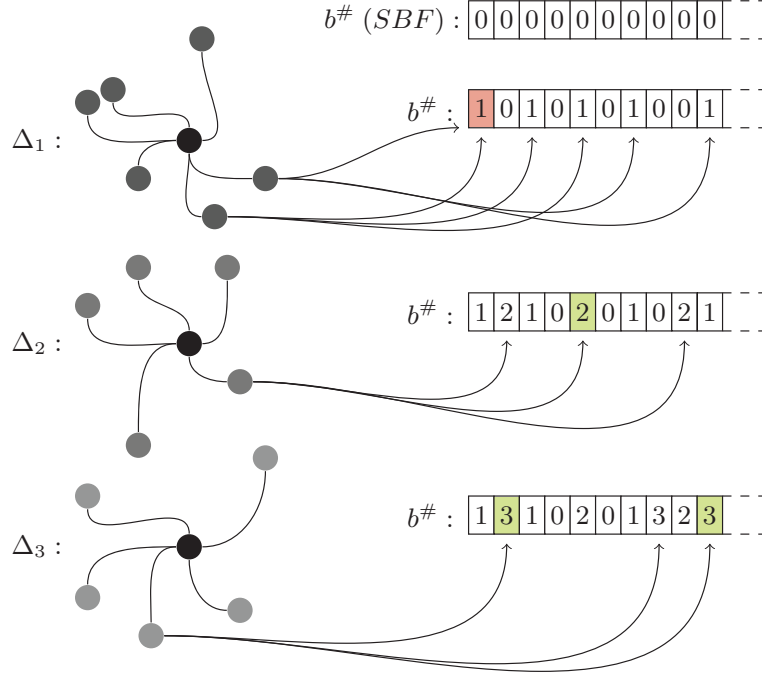 b# (SBF) : 0 0 0 0 0 0 0 0 0 0
Δ1 : b# : 1 0 1 0 1 0 1 0 0 1
Δ2 : b# : 1 2 1 0 2 0 1 0 2 1
Δ3 : b# : 1 3 1 0 2 0 1 3 2 3